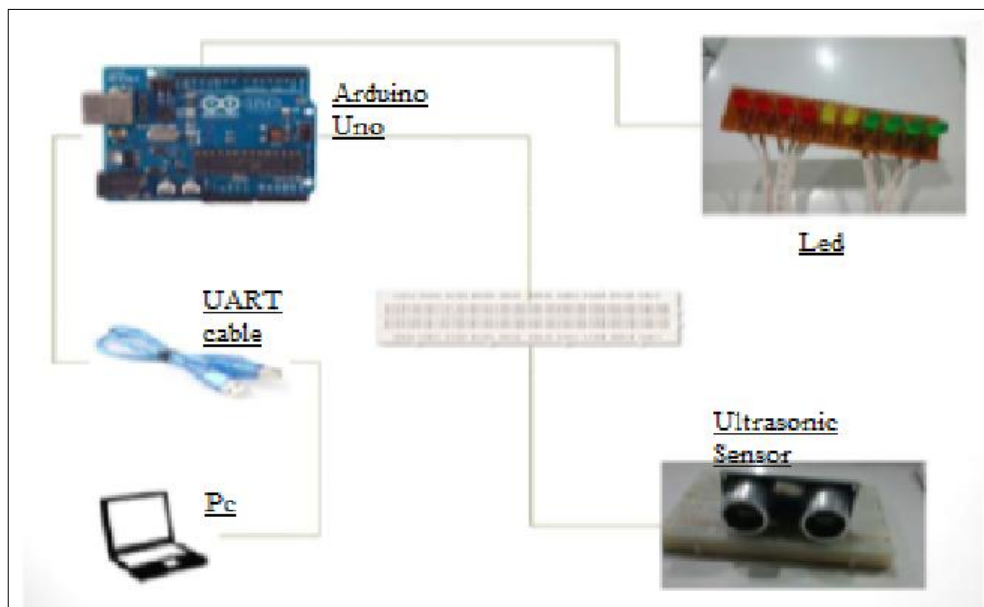 Arduino
Uno
Led
UART
cable
Ultrasonic
Sensor
Pc